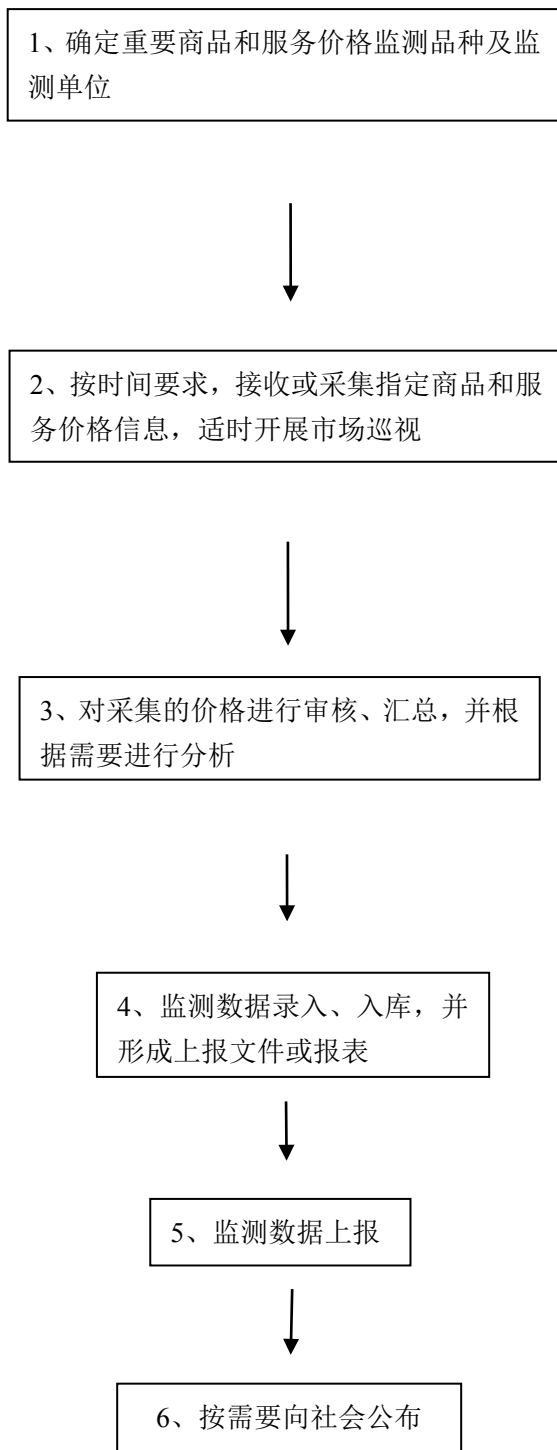 1、确定重要商品和服务价格监测品种及监
测单位
2、按时间要求，接收或采集指定商品和服
务价格信息，适时开展市场巡视
3、对采集的价格进行审核、汇总，并根
据需要进行分析
4、监测数据录入、入库，并
形成上报文件或报表
5、监测数据上报
6、按需要向社会公布